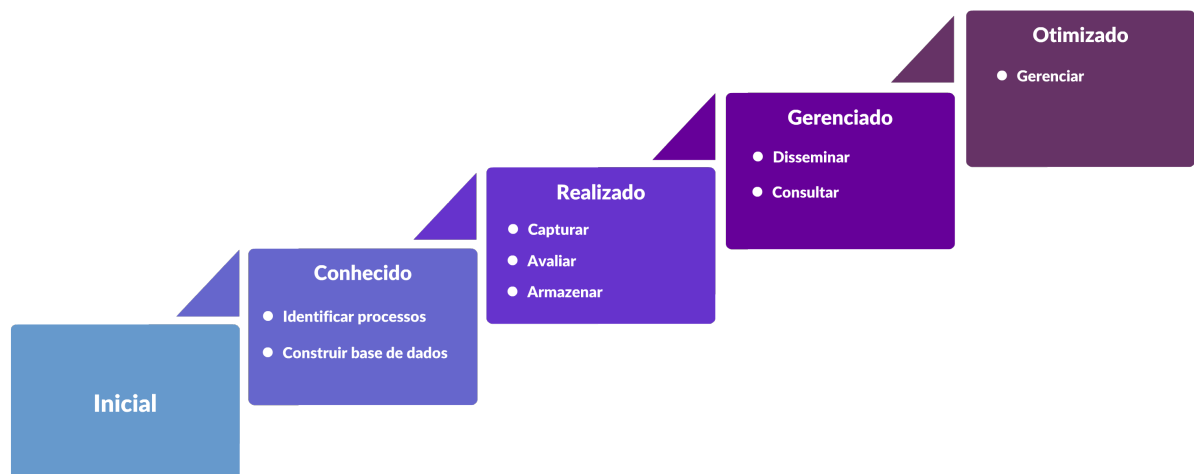 Inicial
Conhecido
Identificar processos
Construir base de dados
Realizado
Capturar
Avaliar
Armazenar
Gerenciado
Disseminar
Consultar
Otimizado
Gerenciar